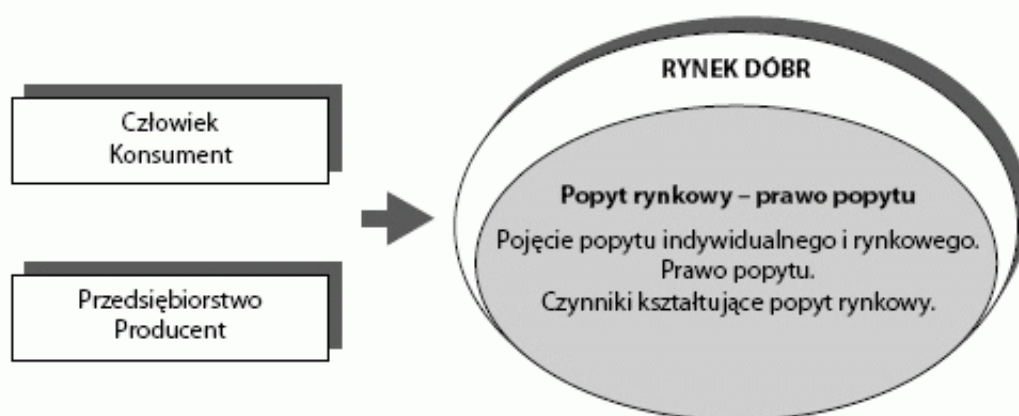 Człowiek
Konsument
Przedsiębiorstwo
Producent
RYNEK DÓBR
Popyt rynkowy – prawo popytu
Pojęcie popytu indywidualnego i rynkowego.
Prawo popytu.
Czynniki kształtujące popyt rynkowy.